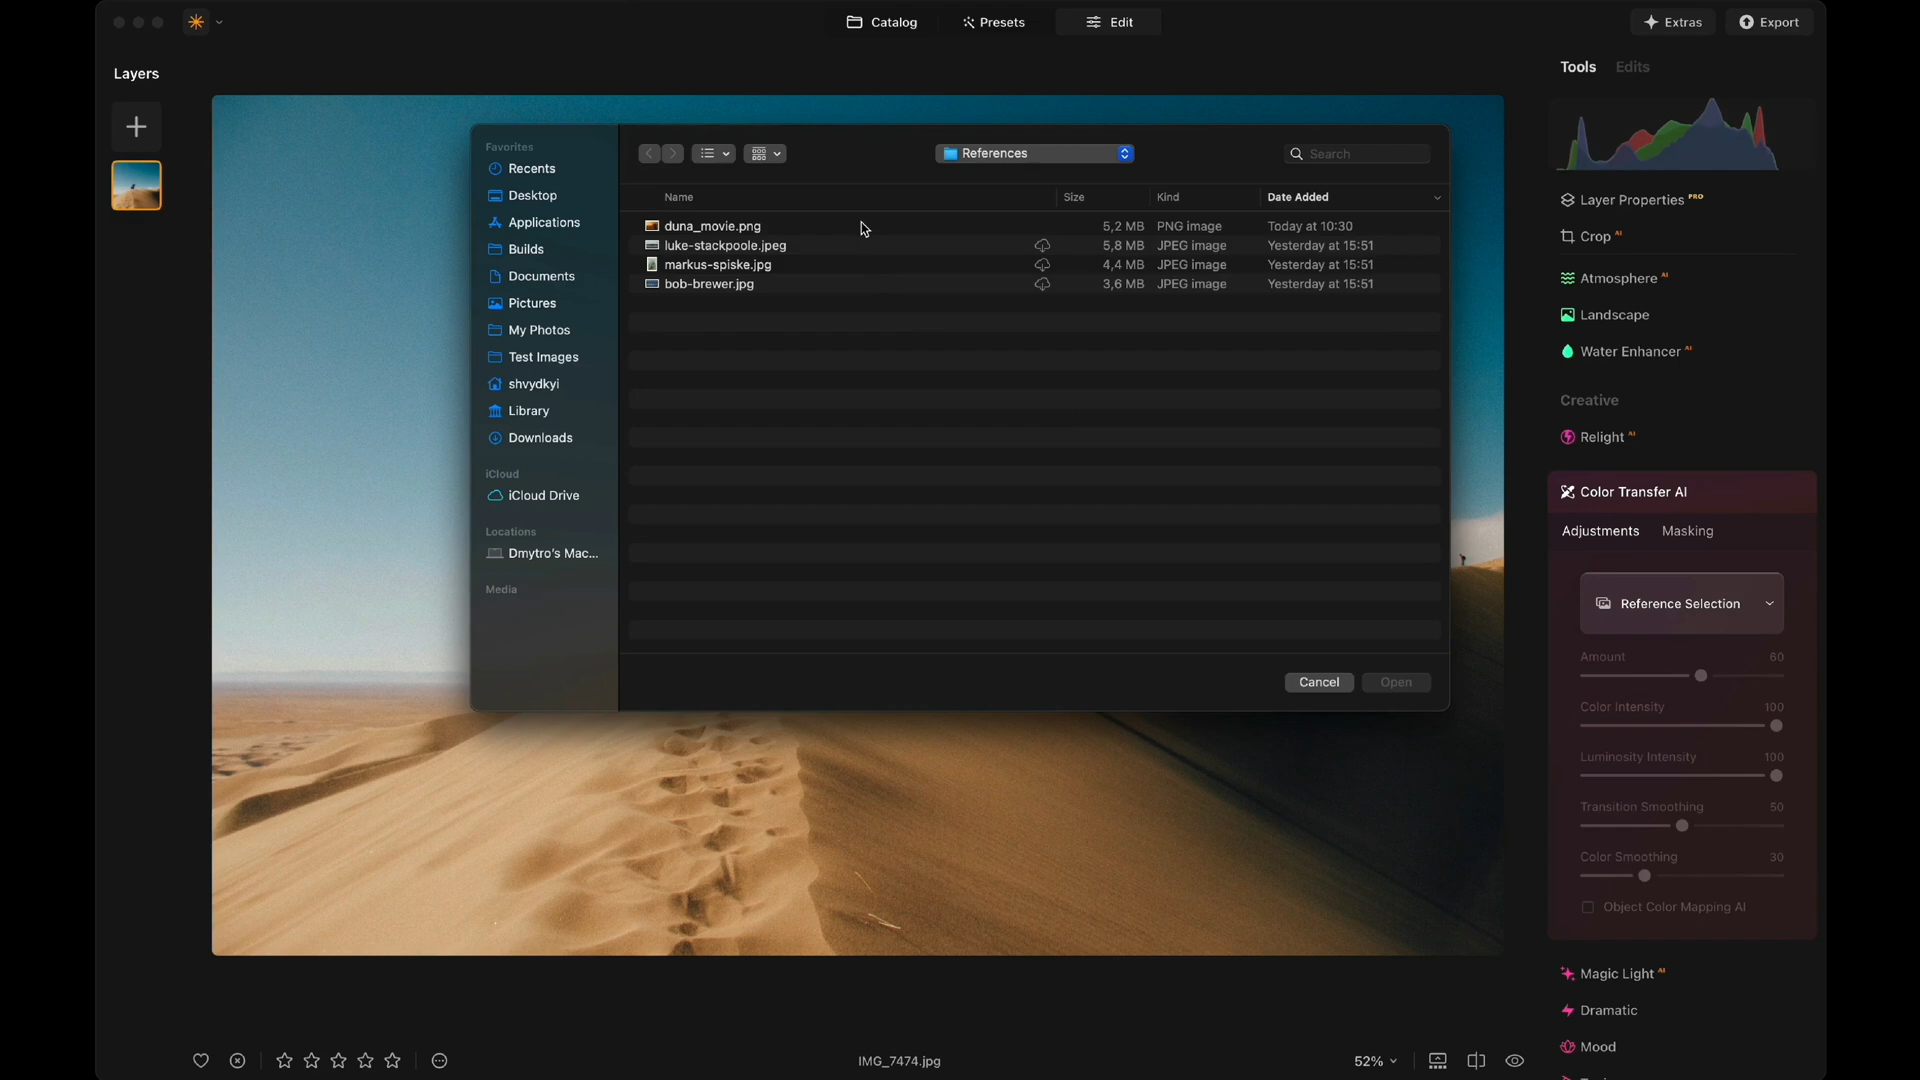 Catalog
Presets
Edit
Extras
Export
Layers
Tools
Edits
Favorites
Recents
Desktop
Applications
Builds
Documents
Pictures
My Photos
Test Images
shvydkyi
Library
Downloads
iCloud
iCloud Drive
Locations
Dmytro's Mac...
Media
References
Search
Name Size Kind Date Added
duna_movie.png 5,2 MB PNG image Today at 10:30
luke-stackpoole.jpeg 5,8 MB JPEG image Yesterday at 15:51
markus-spiske.jpg 4,4 MB JPEG image Yesterday at 15:51
bob-brewer.jpg 3,6 MB JPEG image Yesterday at 15:51
Cancel
Open
Layer Properties PRO
Crop AI
Atmosphere AI
Landscape
Water Enhancer AI
Creative
Relight AI
Color Transfer AI
Adjustments
Masking
Reference Selection
Amount 60
Color Intensity 100
Luminosity Intensity 100
Transition Smoothing 50
Color Smoothing 30
Object Color Mapping AI
Magic Light AI
Dramatic
Mood
IMG_7474.jpg
52%